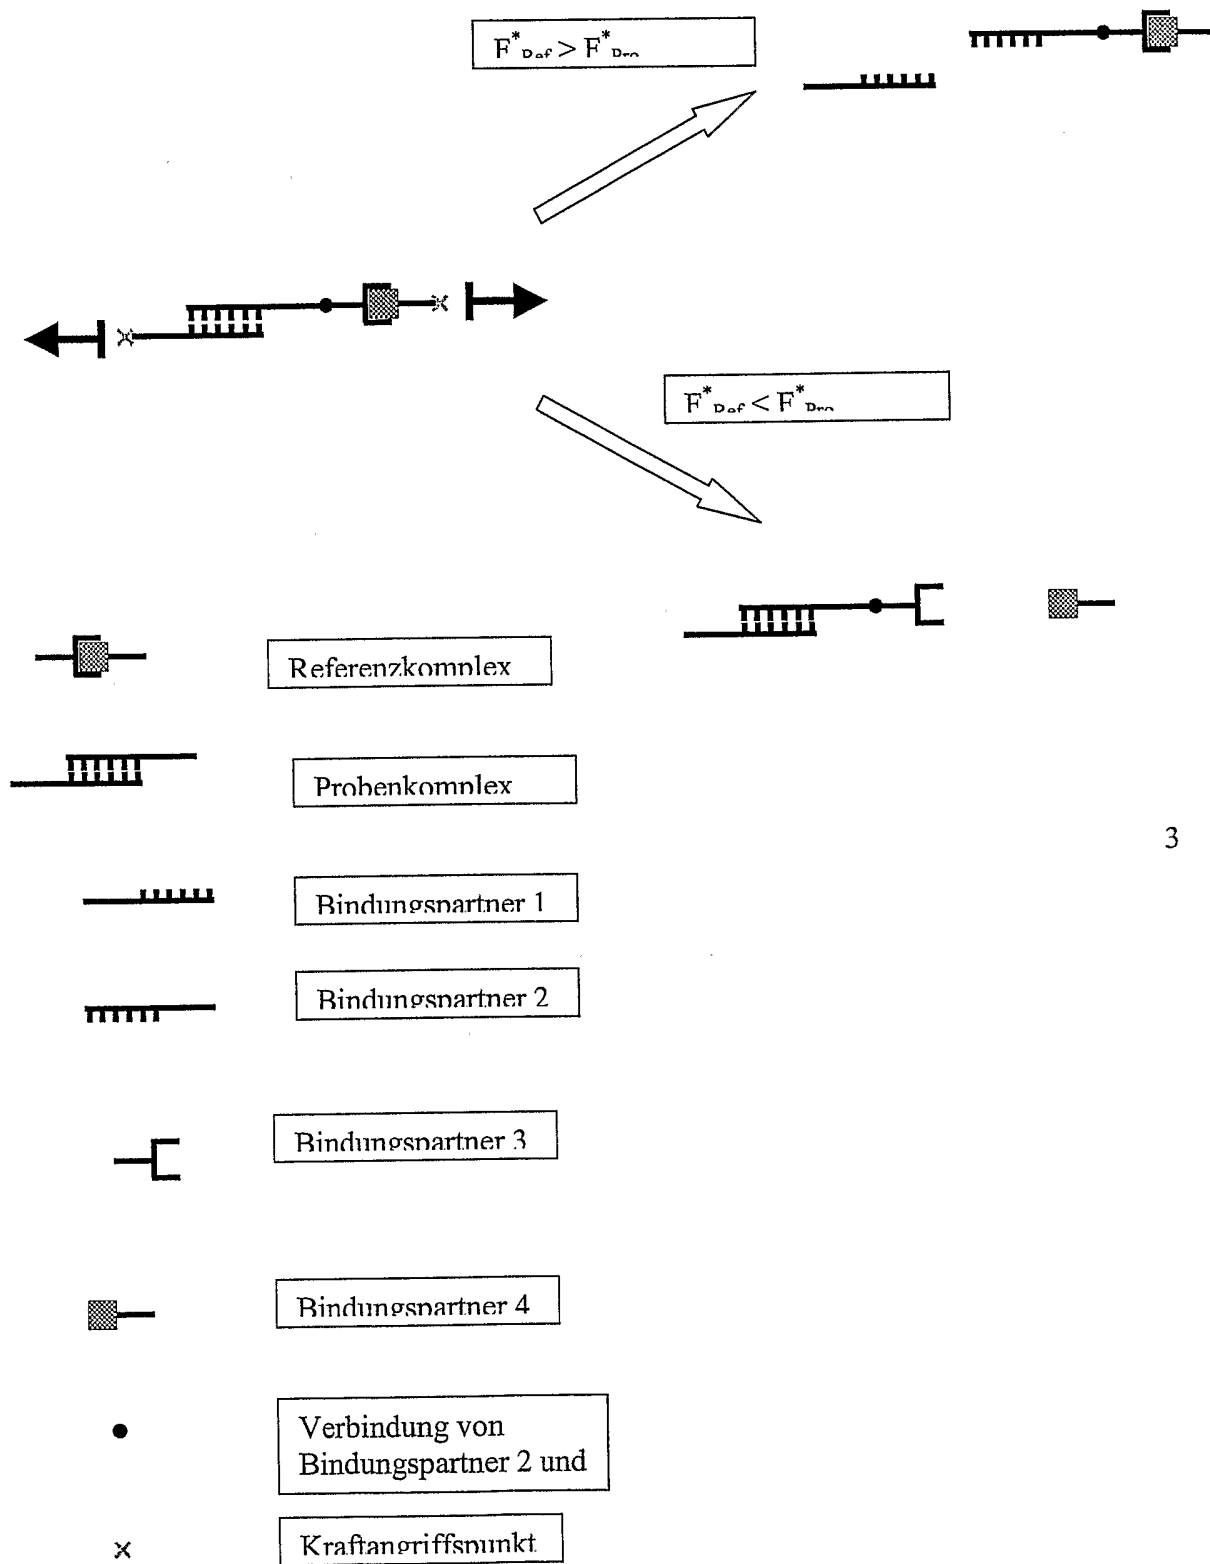 F*Ref > F*Pro
F*Ref < F*Pro
Referenzkomplex
Probenkomplex
3
Bindungspartner 1
Bindungspartner 2
Bindungspartner 3
Bindungspartner 4
Verbindung von
Bindungspartner 2 und
Kraftangriffspunkt